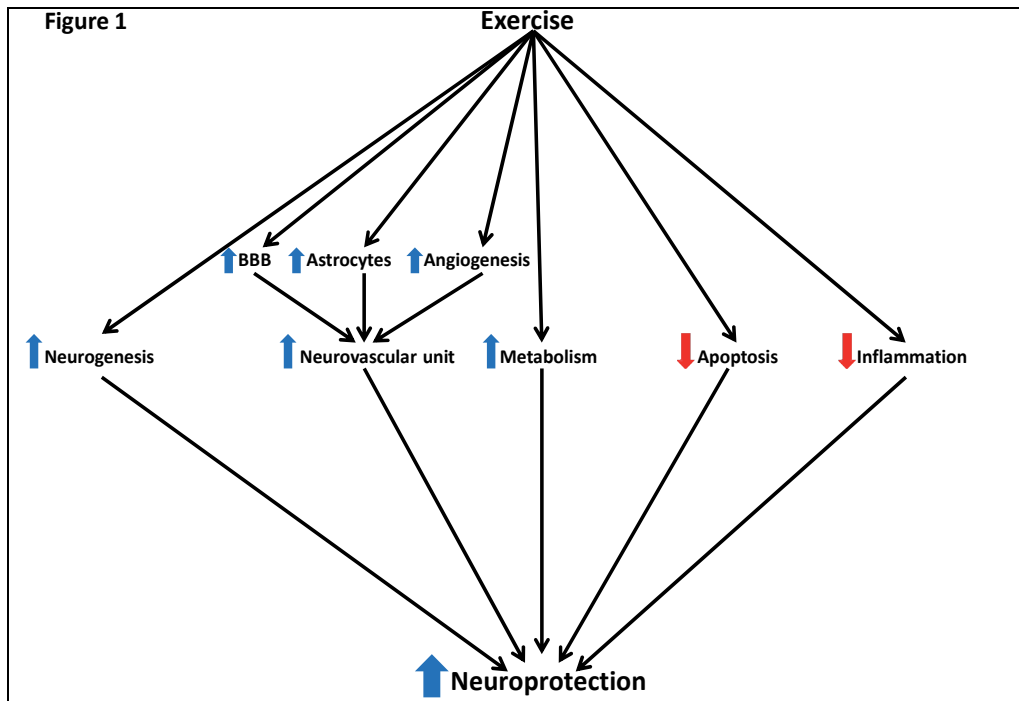 Figure 1
Exercise
BBB
Astrocytes
Angiogenesis
Neurogenesis
Neurovascular unit
Metabolism
Apoptosis
Inflammation
Neuroprotection